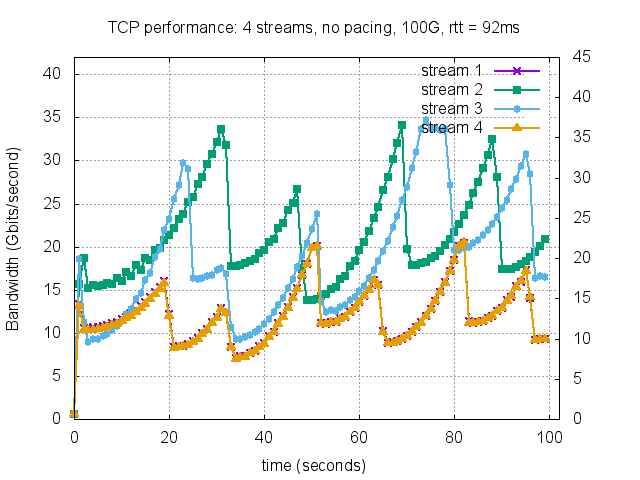 TCP performance: 4 streams, no pacing, 100G, rtt = 92ms
stream 1
stream 2
stream 3
stream 4
Bandwidth (Gbits/second)
40
35
30
25
20
15
10
5
0
45
40
35
30
25
20
15
10
5
0
0 20 40 60 80 100
time (seconds)